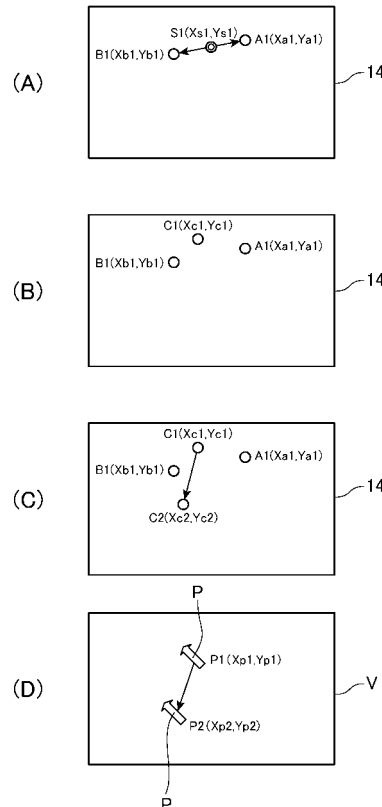 S1(Xs1,Ys1)
B1(Xb1,Yb1)
A1(Xa1,Ya1)
(A)
14
C1(Xc1,Yc1)
B1(Xb1,Yb1)
A1(Xa1,Ya1)
(B)
14
C1(Xc1,Yc1)
B1(Xb1,Yb1)
A1(Xa1,Ya1)
(C)
14
C2(Xc2,Yc2)
P
P1(Xp1,Yp1)
(D)
V
P2(Xp2,Yp2)
P